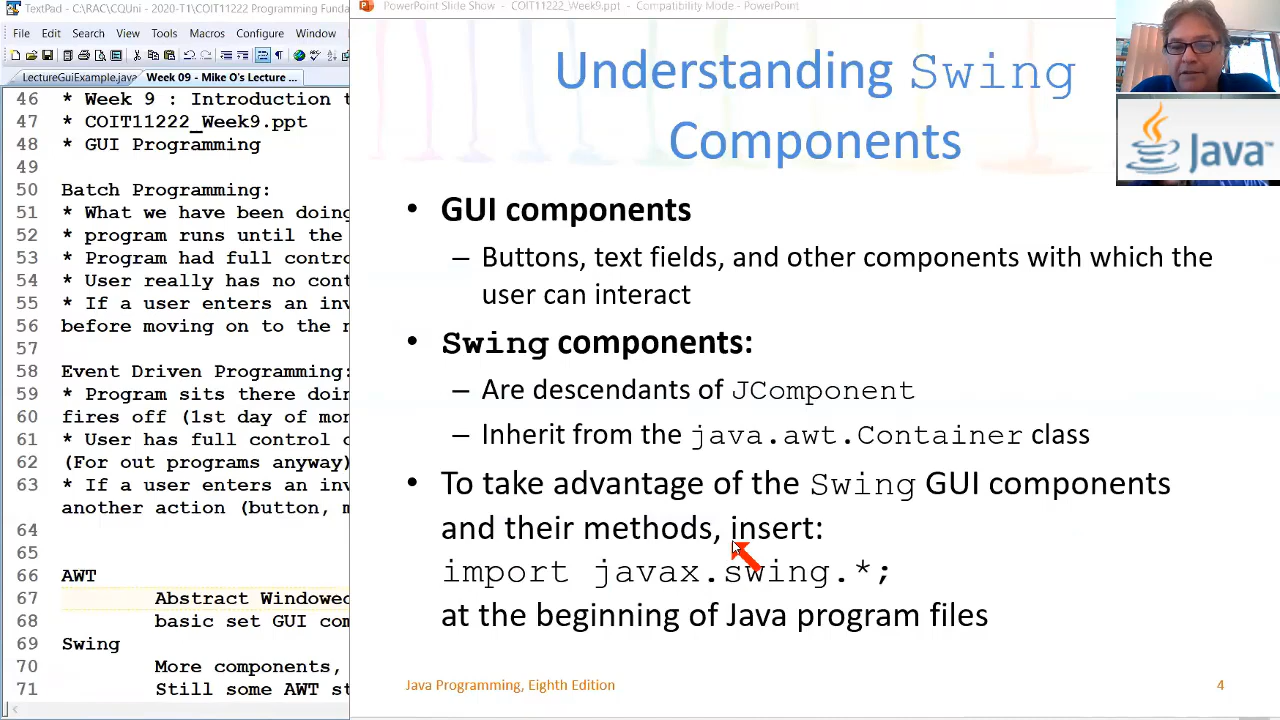 TextPad - C:\RAC\CQUni - 2020-T1\COIT11222 Programming Funda
File Edit Search View Tools Macros Configure Window
LectureGuiExample.java Week 09 - Mike O's Lecture ...
46 * Week 9 : Introduction t
47 * COIT11222_Week9.ppt
48 * GUI Programming
49
50 Batch Programming:
51 * What we have been doing
52 * program runs until the
53 * Program had full contro
54 * User really has no cont
55 * If a user enters an inv
56 before moving on to the n
57
58 Event Driven Programming:
59 * Program sits there doin
60 fires off (1st day of mon
61 * User has full control o
62 (For out programs anyway)
63 * If a user enters an inv
another action (button, m
64
65
66 AWT
67 Abstract Windowed
68 basic set GUI com
69 Swing
70 More components,
71 Still some AWT st
PowerPoint Slide Show - COIT11222_Week9.ppt - Compatibility Mode - PowerPoint
Understanding Swing
Components
• GUI components
– Buttons, text fields, and other components with which the
user can interact
• Swing components:
– Are descendants of JComponent
– Inherit from the java.awt.Container class
• To take advantage of the Swing GUI components
and their methods, insert:
import javax.swing.*;
at the beginning of Java program files
Java Programming, Eighth Edition
4
Java™